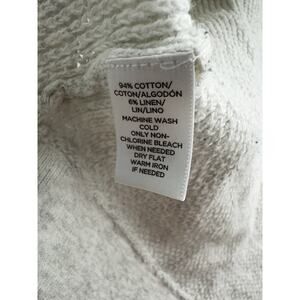 94% COTTON/
COTON/ALGODÓN
6% LINEN/
LIN/LINO
MACHINE WASH
COLD
ONLY NON-
CHLORINE BLEACH
WHEN NEEDED
DRY FLAT
WARM IRON
IF NEEDED